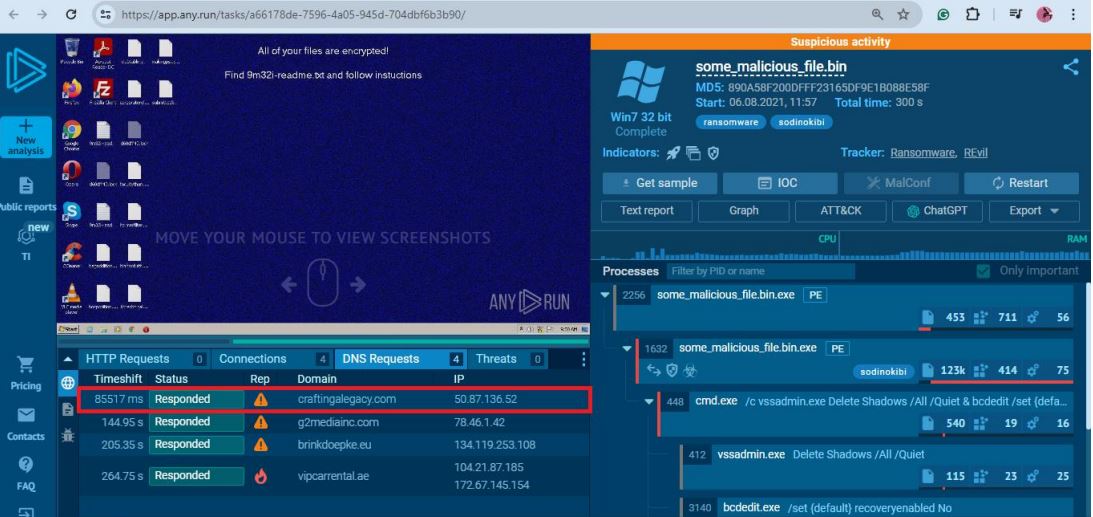 https://app.any.run/tasks/a66178de-7596-4a05-945d-704dbf6b3b90/
New
analysis
Public reports
new
TI
Pricing
Contacts
FAQ
All of your files are encrypted!
Find 9m32i-readme.txt and follow instuctions
MOVE YOUR MOUSE TO VIEW SCREENSHOTS
ANY RUN
HTTP Requests 0 Connections 4 DNS Requests 4 Threats 0
Timeshift Status Rep Domain IP
85517 ms Responded craftingalegacy.com 50.87.136.52
144.95 s Responded g2mediainc.com 78.46.1.42
205.35 s Responded brinkdoepke.eu 134.119.253.108
264.75 s Responded vipcarrental.ae 104.21.87.185
172.67.145.154
Suspicious activity
some_malicious_file.bin
MD5: 890A58F200DFFF23165DF9E1B088E58F
Start: 06.08.2021, 11:57 Total time: 300 s
Win7 32 bit
Complete
ransomware sodinokibi
Indicators: Tracker: Ransomware, REvil
Get sample IOC MalConf Restart
Text report Graph ATT&CK ChatGPT Export
CPU RAM
Processes Filter by PID or name Only important
2256 some_malicious_file.bin.exe PE
453 711 56
1632 some_malicious_file.bin.exe PE
sodinokibi 123k 414 75
448 cmd.exe /c vssadmin.exe Delete Shadows /All /Quiet & bcdedit /set {defa...
540 19 16
412 vssadmin.exe Delete Shadows /All /Quiet
115 23 25
3140 bcdedit.exe /set {default} recoveryenabled No